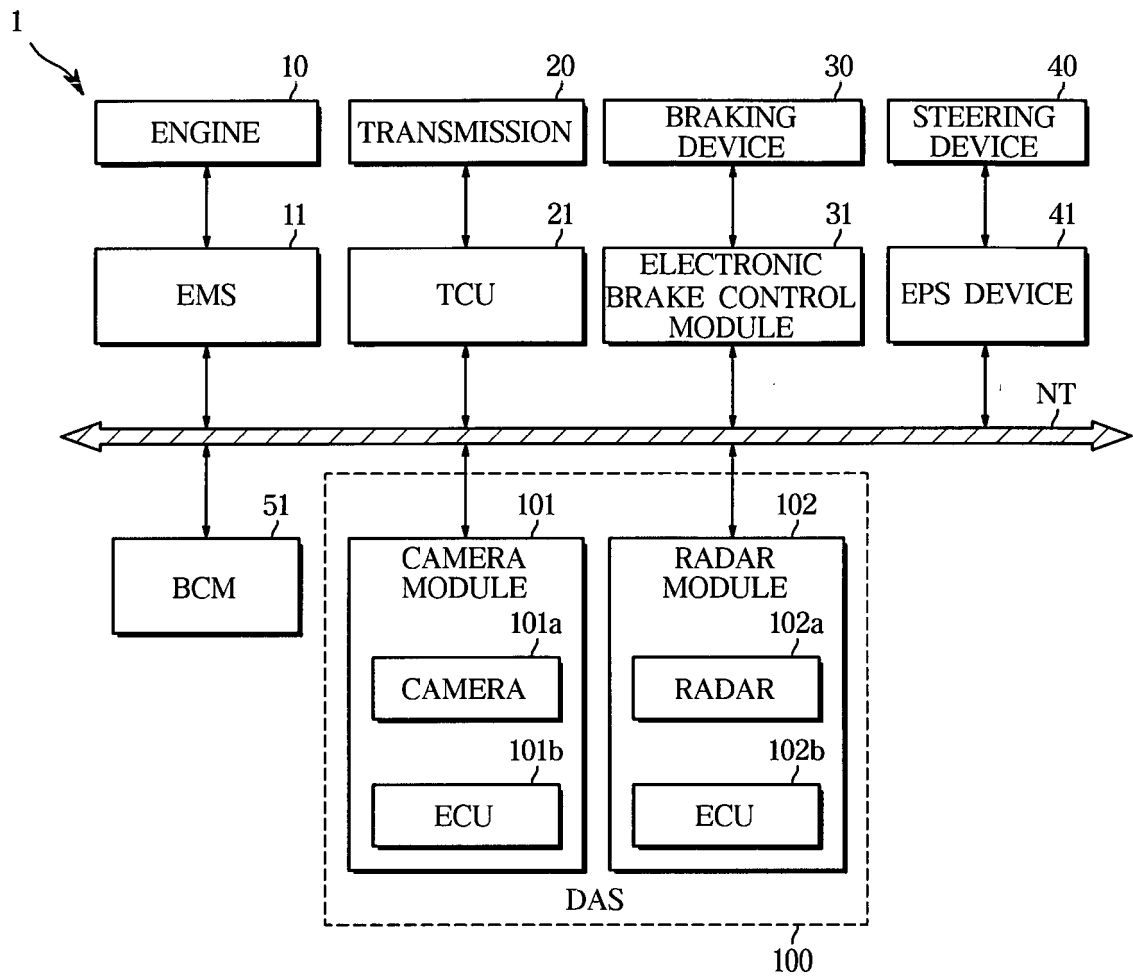 1
10
20
30
40
ENGINE
TRANSMISSION
BRAKING
DEVICE
STEERING
DEVICE
11
21
31
41
EMS
TCU
ELECTRONIC
BRAKE CONTROL
MODULE
EPS DEVICE
NT
51
101
102
BCM
CAMERA
MODULE
RADAR
MODULE
101a
102a
CAMERA
RADAR
101b
102b
ECU
ECU
DAS
100